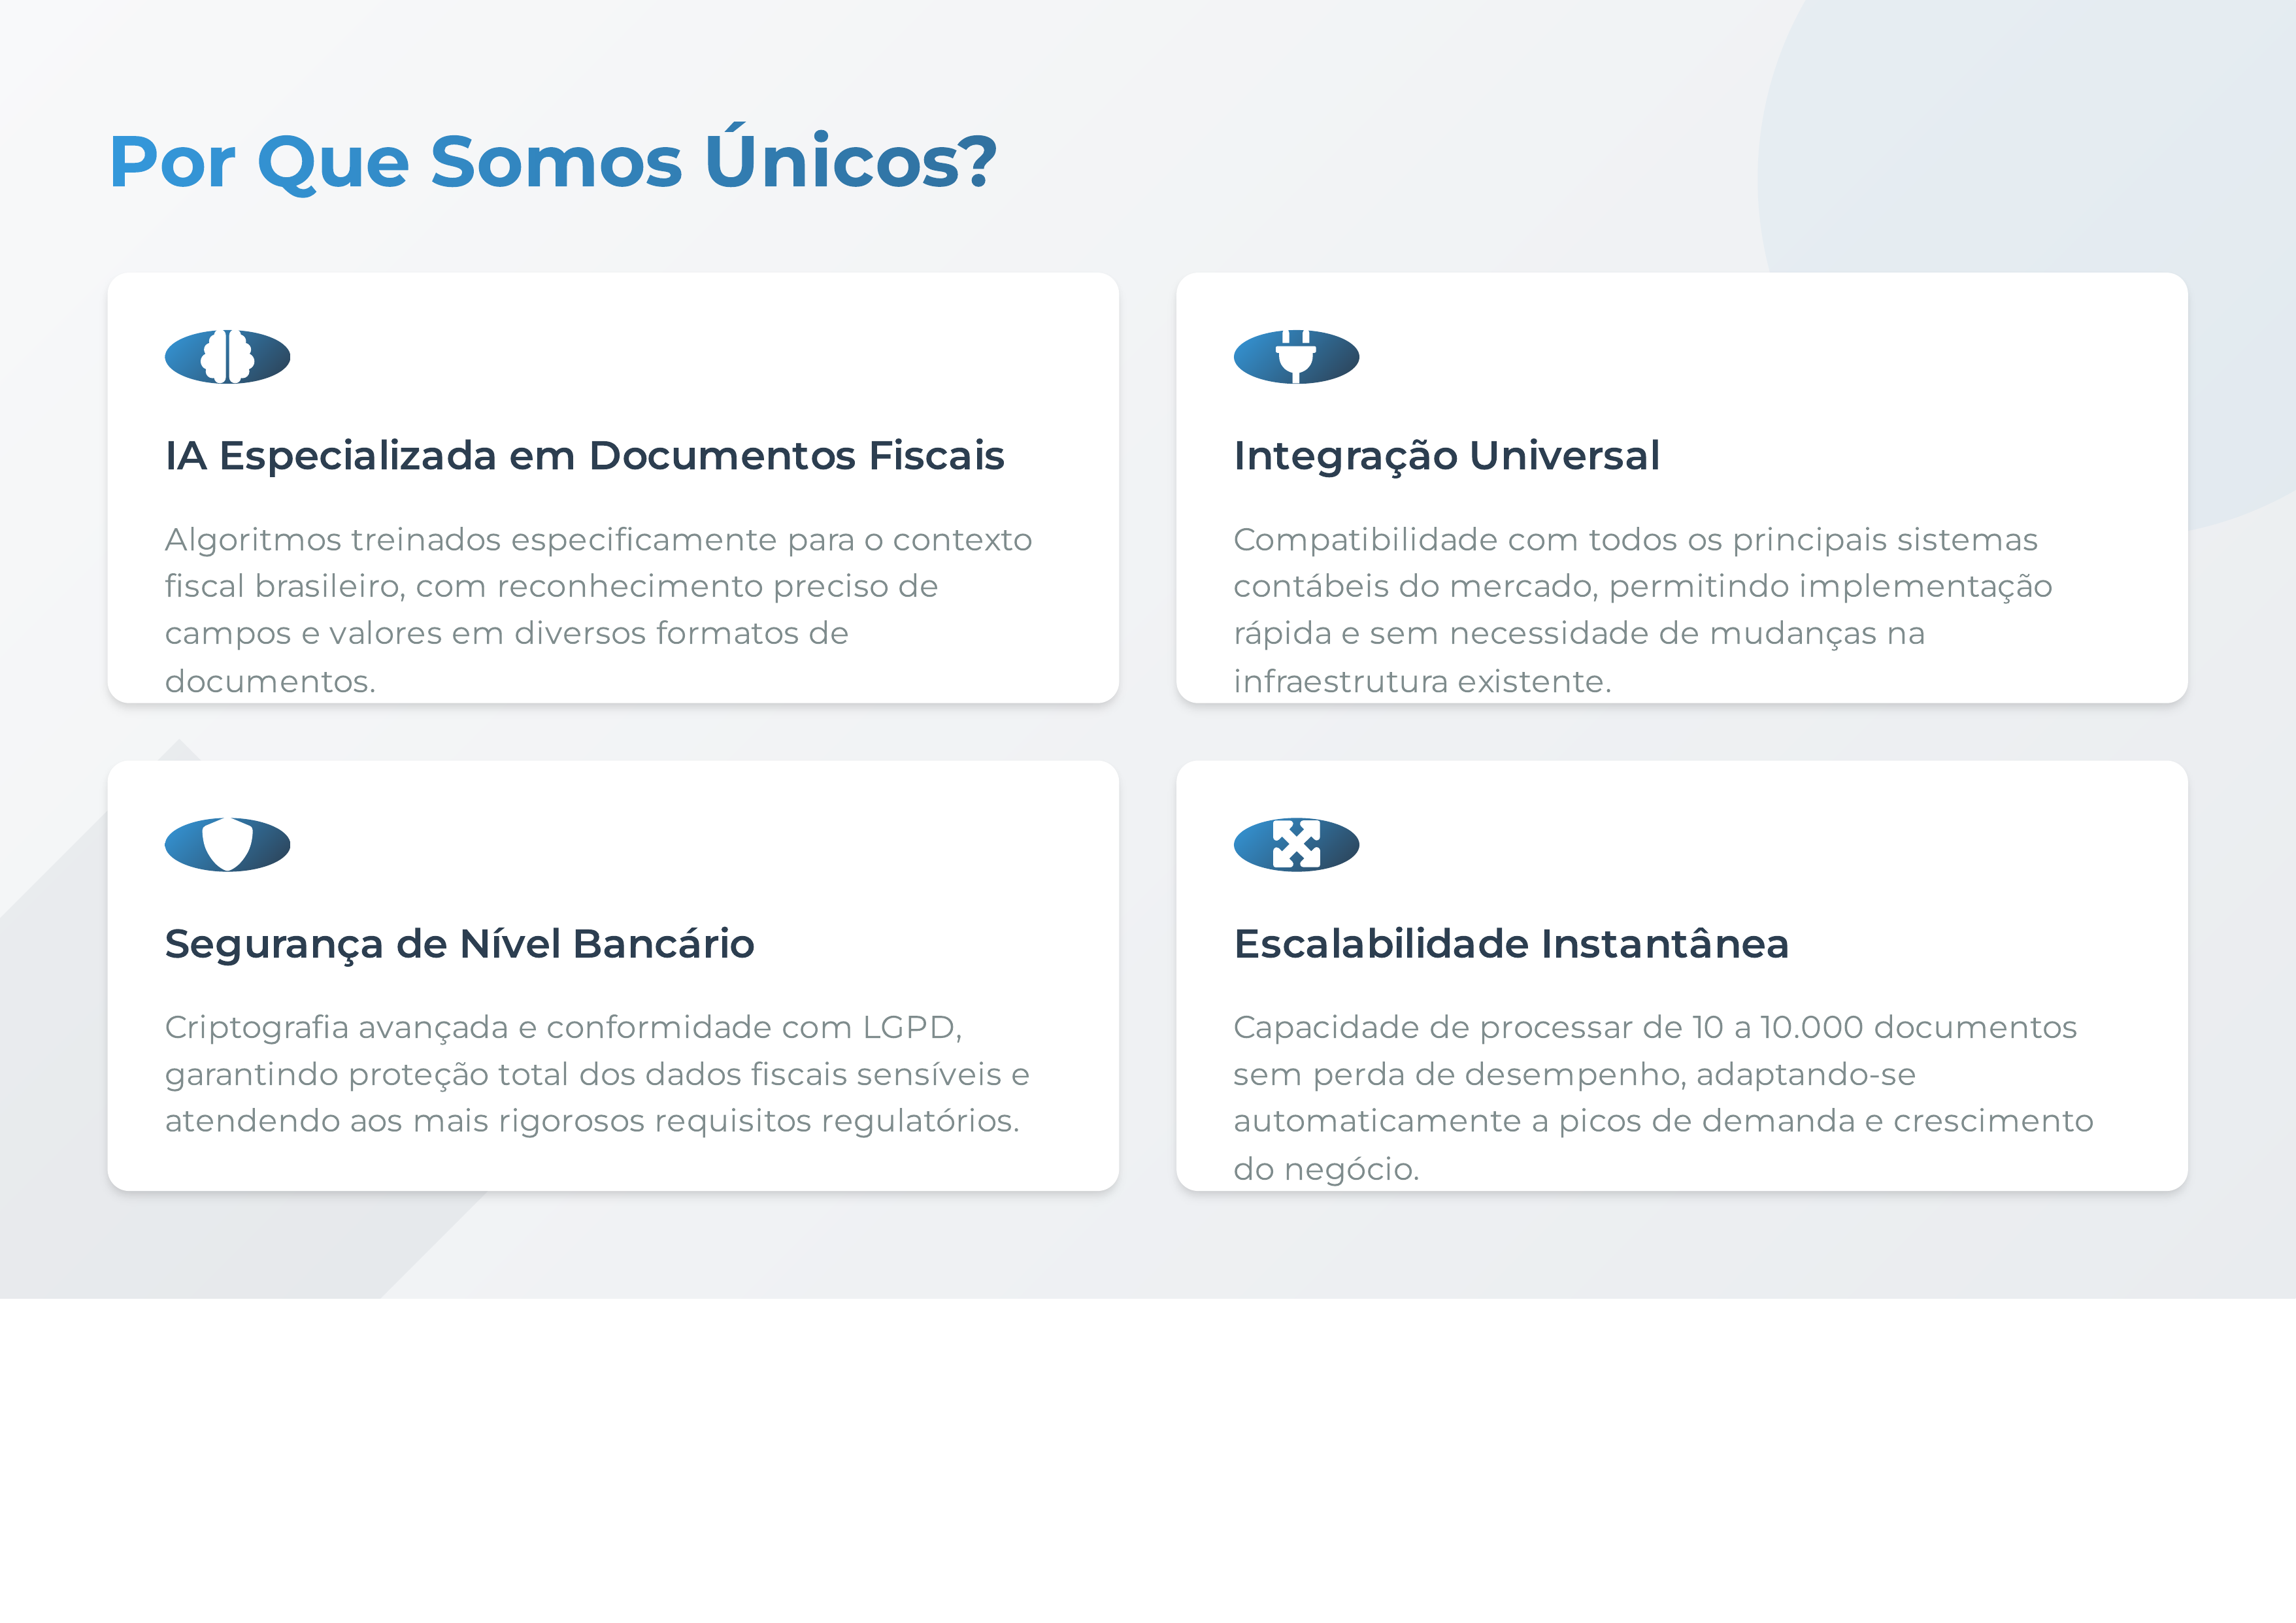 Por Que Somos Únicos?
IA Especializada em Documentos Fiscais
Algoritmos treinados especificamente para o contexto
fiscal brasileiro, com reconhecimento preciso de
campos e valores em diversos formatos de
documentos.
Integração Universal
Compatibilidade com todos os principais sistemas
contábeis do mercado, permitindo implementação
rápida e sem necessidade de mudanças na
infraestrutura existente.
Segurança de Nível Bancário
Criptografia avançada e conformidade com LGPD,
garantindo proteção total dos dados fiscais sensíveis e
atendendo aos mais rigorosos requisitos regulatórios.
Escalabilidade Instantânea
Capacidade de processar de 10 a 10.000 documentos
sem perda de desempenho, adaptando-se
automaticamente a picos de demanda e crescimento
do negócio.